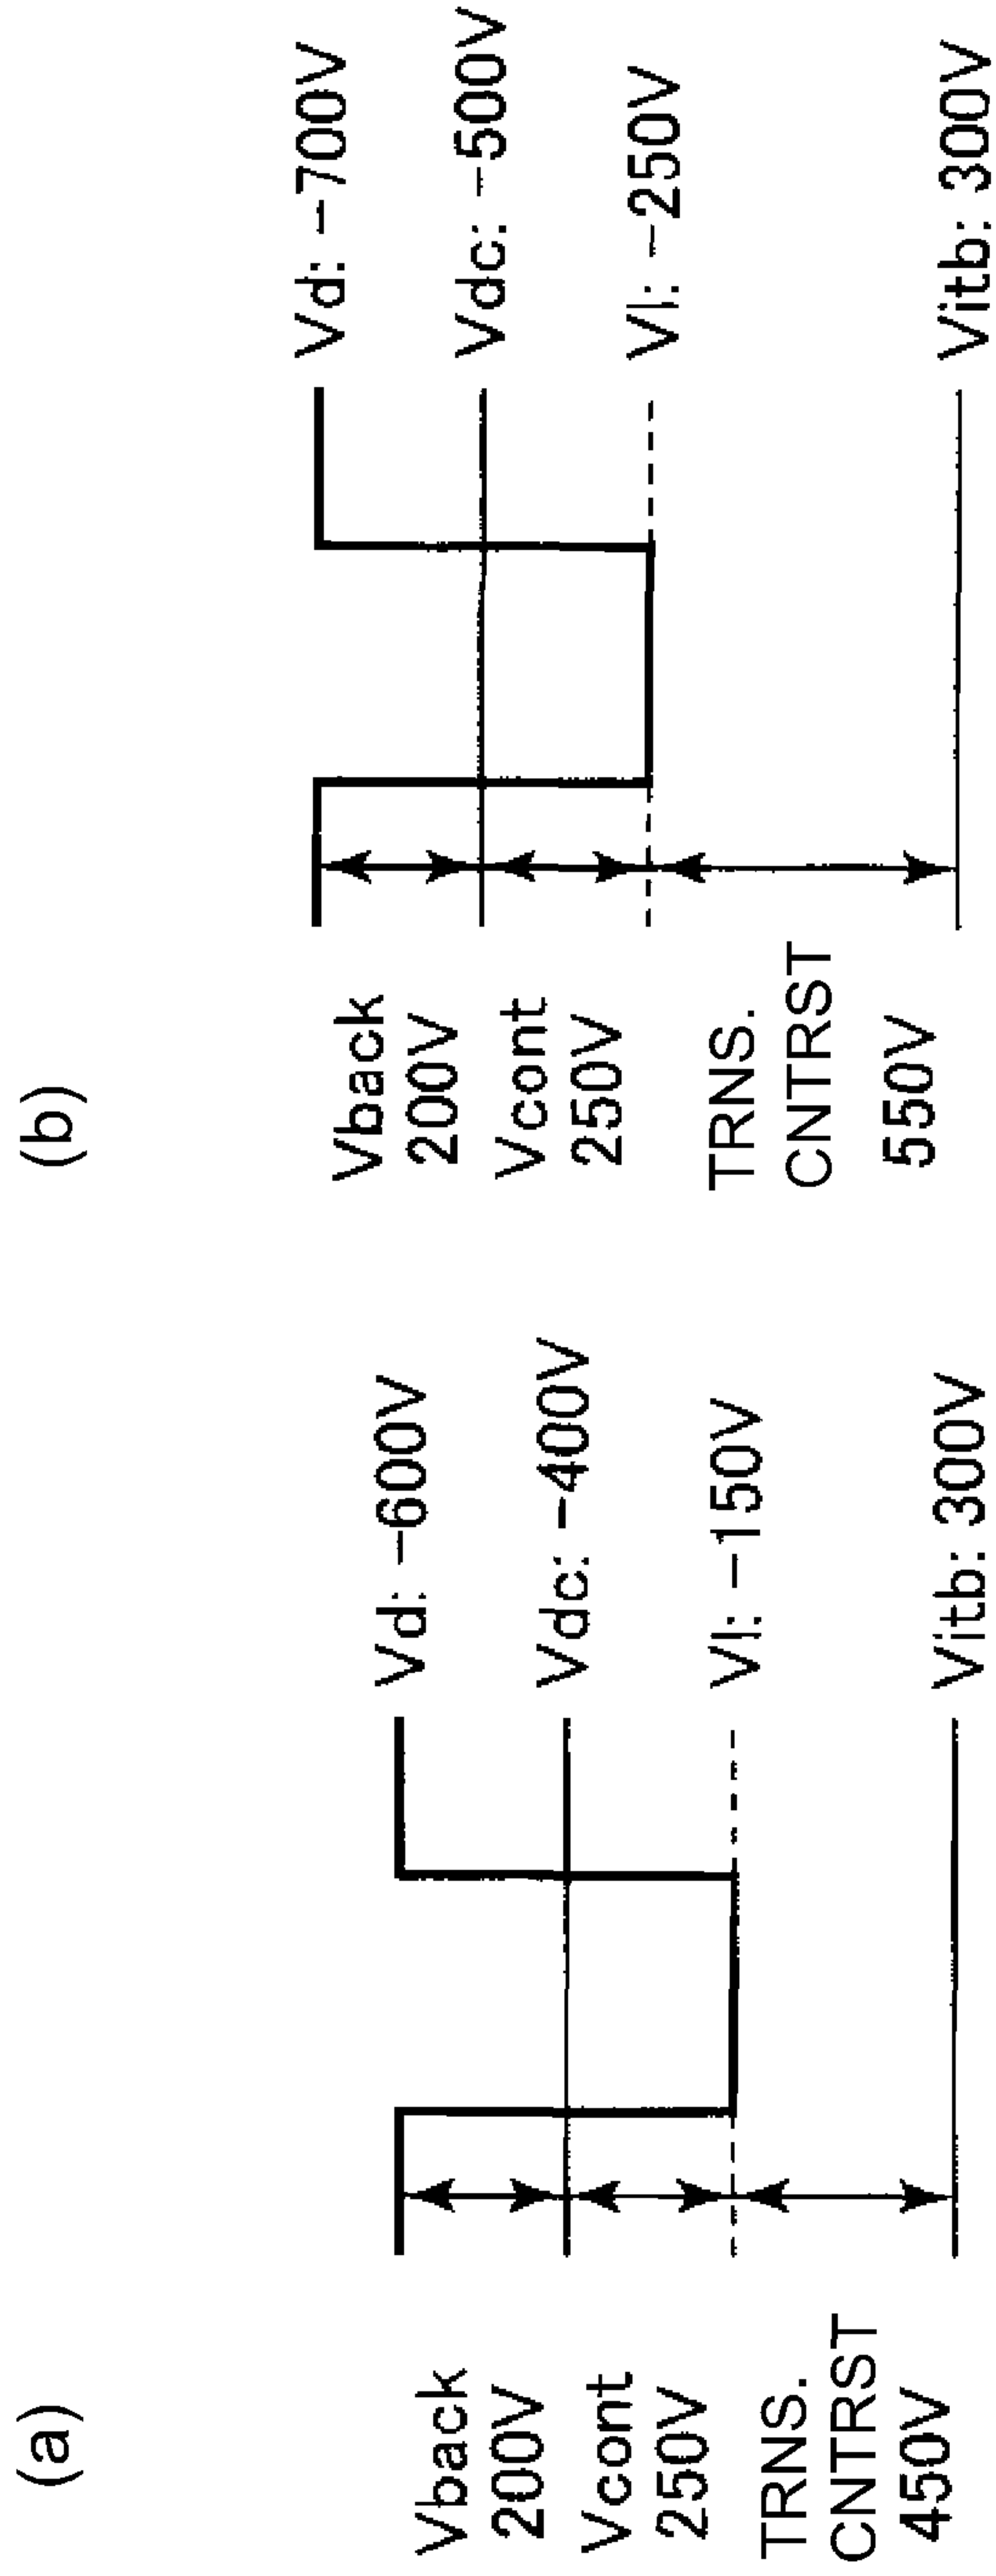 (a)
Vback
200V
Vcont
250V
TRNS.
CNTRST
450V
Vd: -600V
Vdc: -400V
Vl: -150V
Vitb: 300V
(b)
Vback
200V
Vcont
250V
TRNS.
CNTRST
550V
Vd: -700V
Vdc: -500V
Vl: -250V
Vitb: 300V